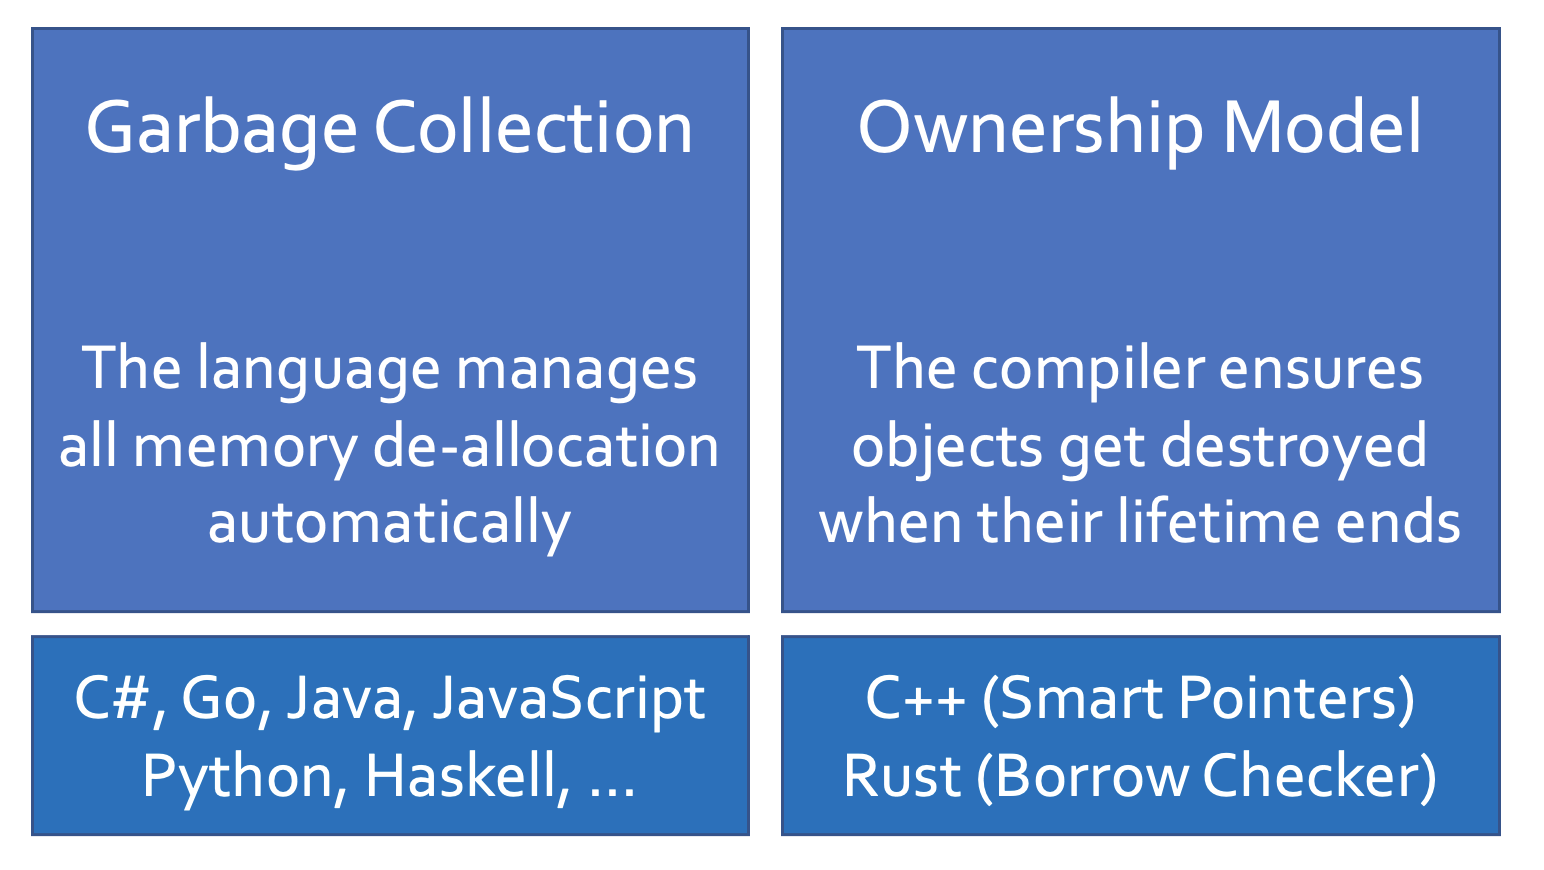 Garbage Collection
The language manages
all memory de-allocation
automatically
C#, Go, Java, JavaScript
Python, Haskell, ...
Ownership Model
The compiler ensures
objects get destroyed
when their lifetime ends
C++ (Smart Pointers)
Rust (Borrow Checker)